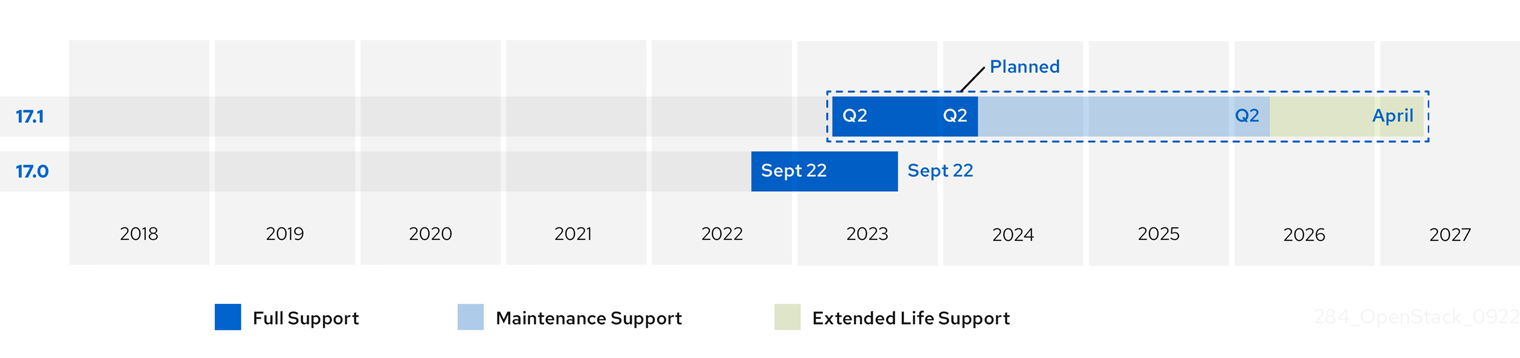 Planned
17.1 Q2 Q2 Q2 April
17.0 Sept 22 Sept 22
2018 2019 2020 2021 2022 2023 2024 2025 2026 2027
Full Support Maintenance Support Extended Life Support
284_OpenStack_0922